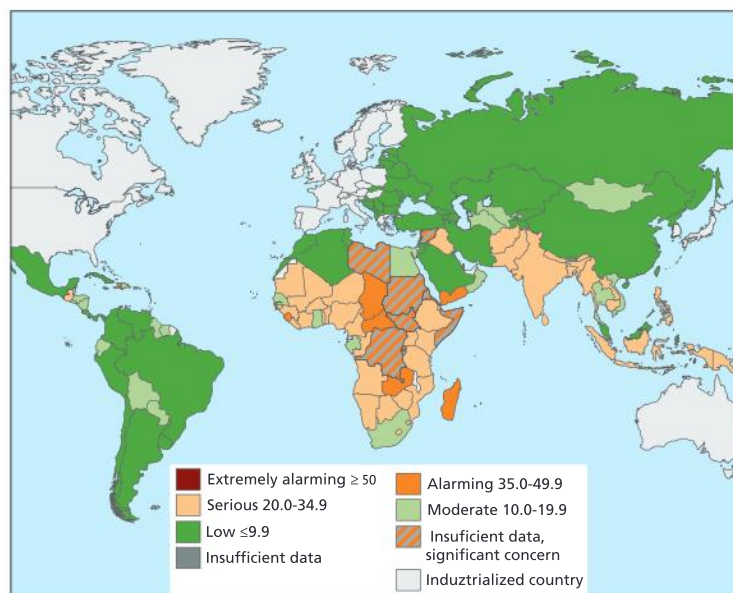 Extremely alarming ≥ 50
Serious 20.0-34.9
Low ≤9.9
Insufficient data
Alarming 35.0-49.9
Moderate 10.0-19.9
Insuficient data,
significant concern
Induztrialized country